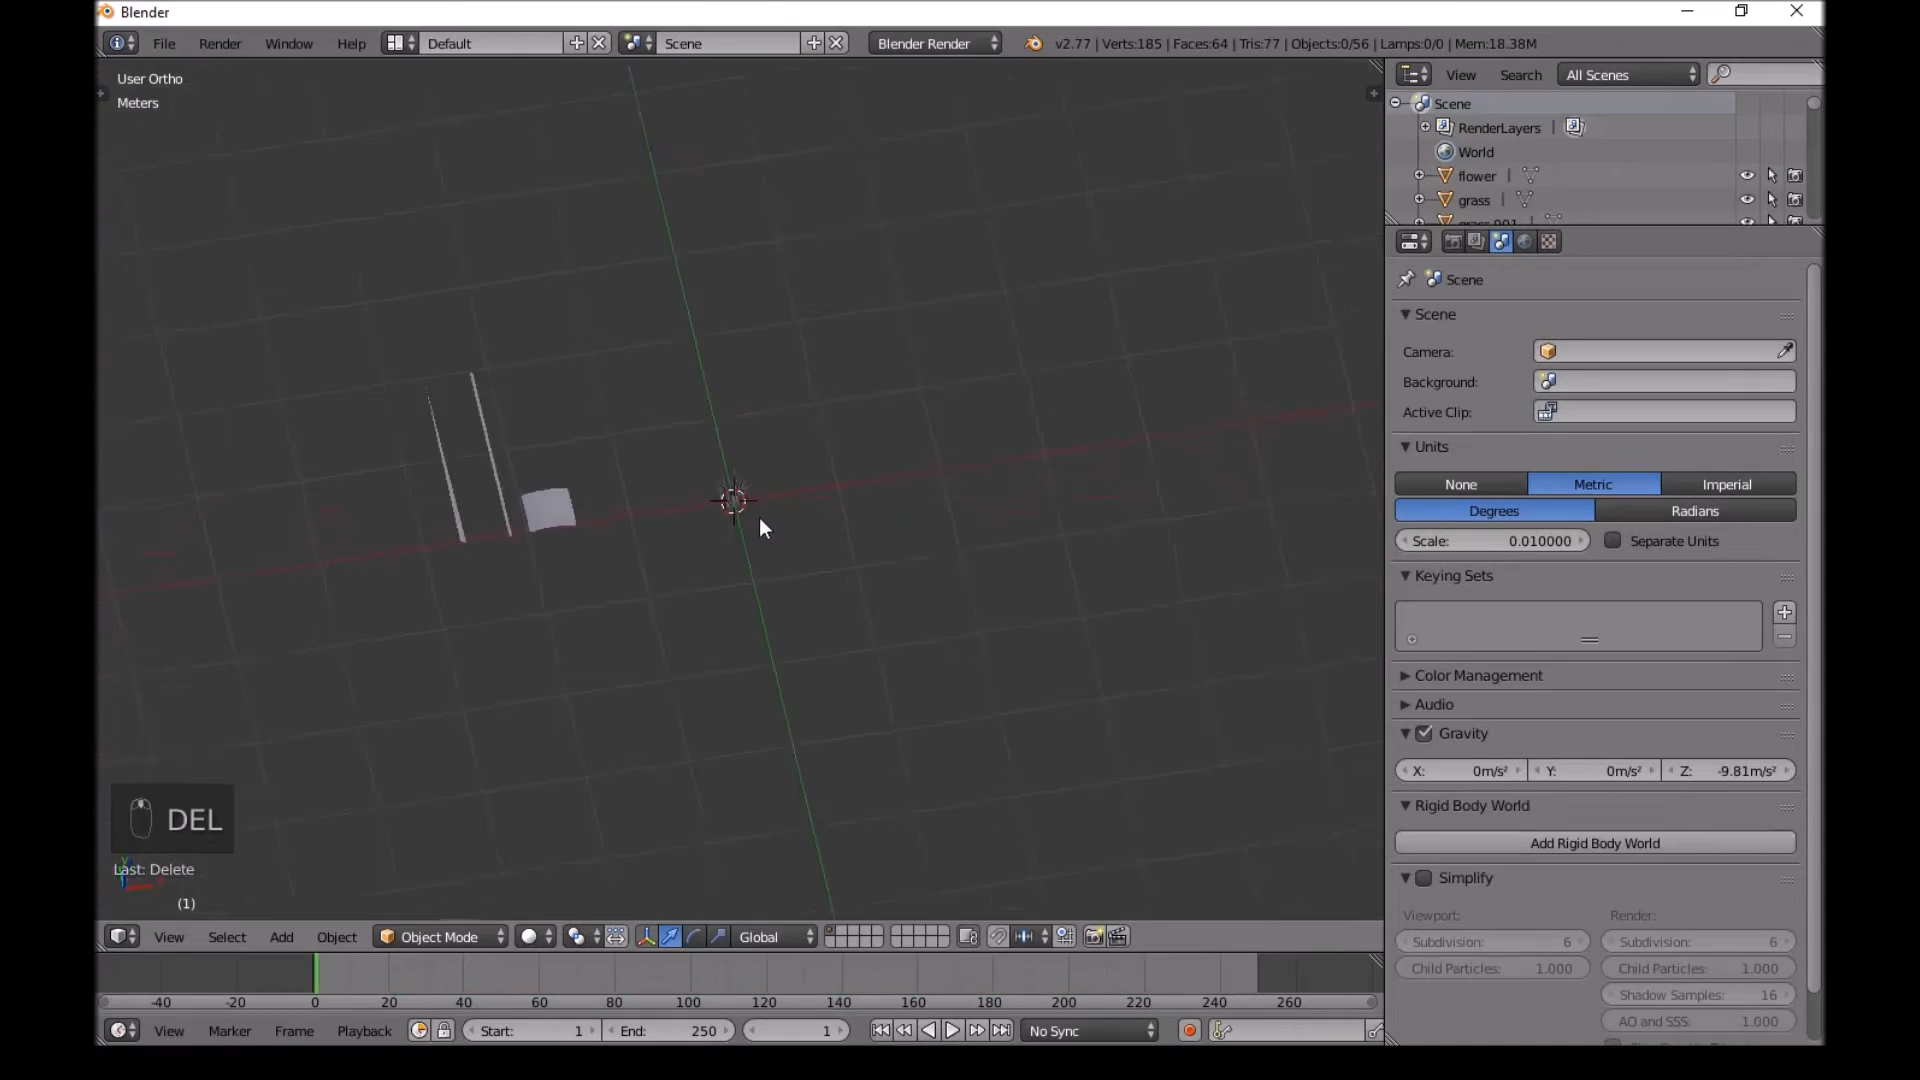 Blender
File Render Window Help Default Scene Blender Render v2.77 | Verts:185 | Faces:64 | Tris:77 | Objects:0/56 | Lamps:0/0 | Mem:18.38M
User Ortho
Meters
View Search All Scenes
Scene
RenderLayers |
World
flower |
grass |
grass.001
Scene
Scene
Camera:
Background:
Active Clip:
Units
None Metric Imperial
Degrees Radians
Scale: 0.010000 Separate Units
Keying Sets
Color Management
Audio
Gravity
X: 0m/s² Y: 0m/s² Z: -9.81m/s²
Rigid Body World
Add Rigid Body World
Simplify
Viewport: Render:
Subdivision: 6 Subdivision: 6
Child Particles: 1.000 Child Particles: 1.000
Shadow Samples: 16
AO and SSS: 1.000
DEL
Last: Delete
(1)
View Select Add Object Object Mode Global
-40 -20 0 20 40 60 80 100 120 140 160 180 200 220 240 260
View Marker Frame Playback Start: 1 End: 250 1 No Sync